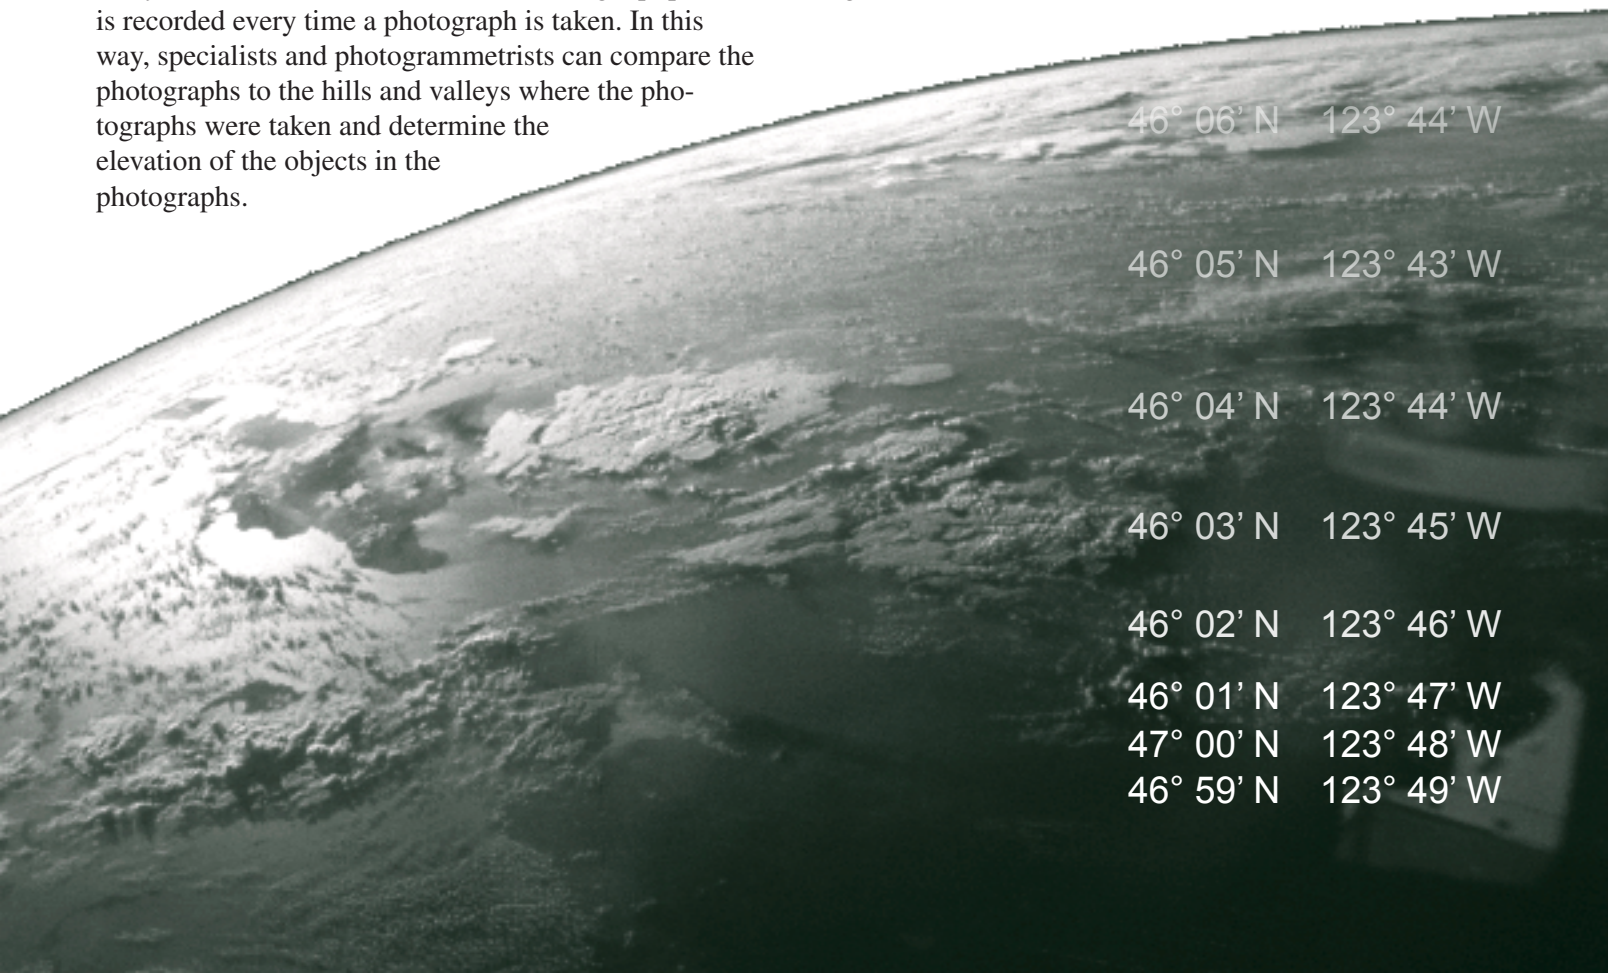 is recorded every time a photograph is taken. In this
way, specialists and photogrammetrists can compare the
photographs to the hills and valleys where the pho-
tographs were taken and determine the
elevation of the objects in the
photographs.
46° 06’ N 123° 44’ W
46° 05’ N 123° 43’ W
46° 04’ N 123° 44’ W
46° 03’ N 123° 45’ W
46° 02’ N 123° 46’ W
46° 01’ N 123° 47’ W
47° 00’ N 123° 48’ W
46° 59’ N 123° 49’ W